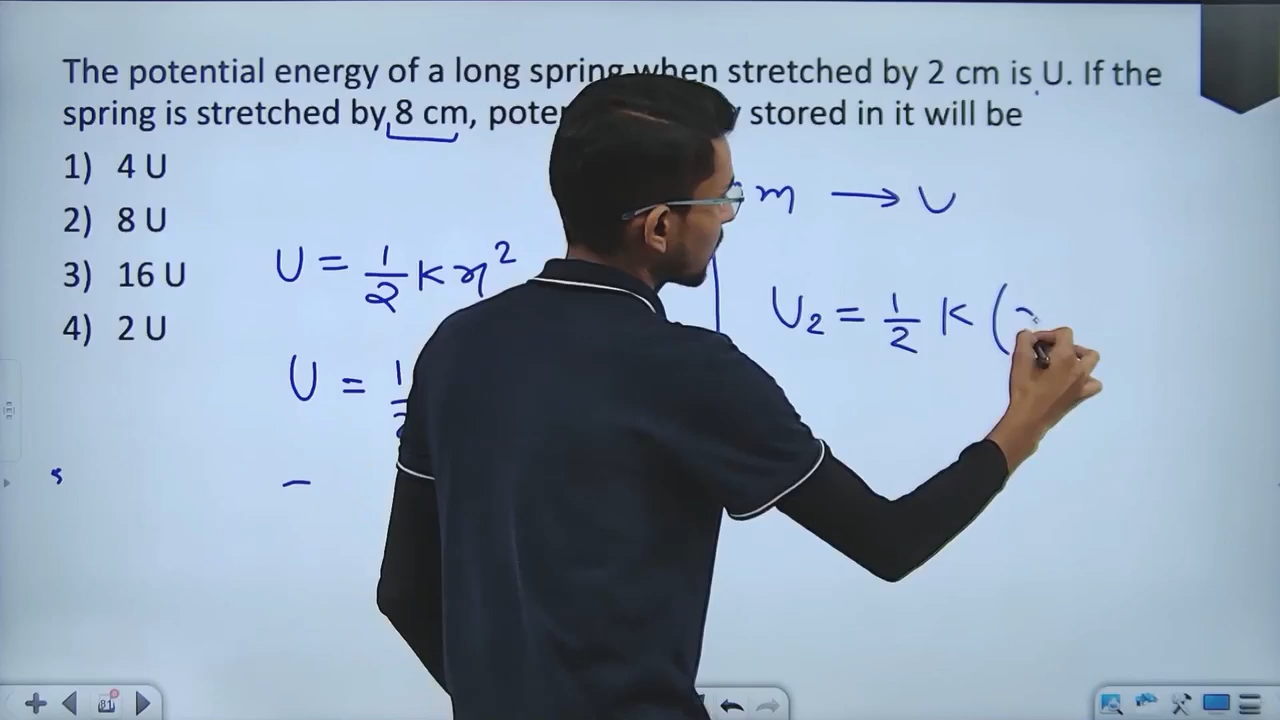 The potential energy of a long spring when stretched by 2 cm is U. If the
spring is stretched by 8 cm, stored in it will be
1) 4 U
2) 8 U
3) 16 U
4) 2 U
m → U
U = 1/2 K x²
U₂ = 1/2 K (
U = 1
81